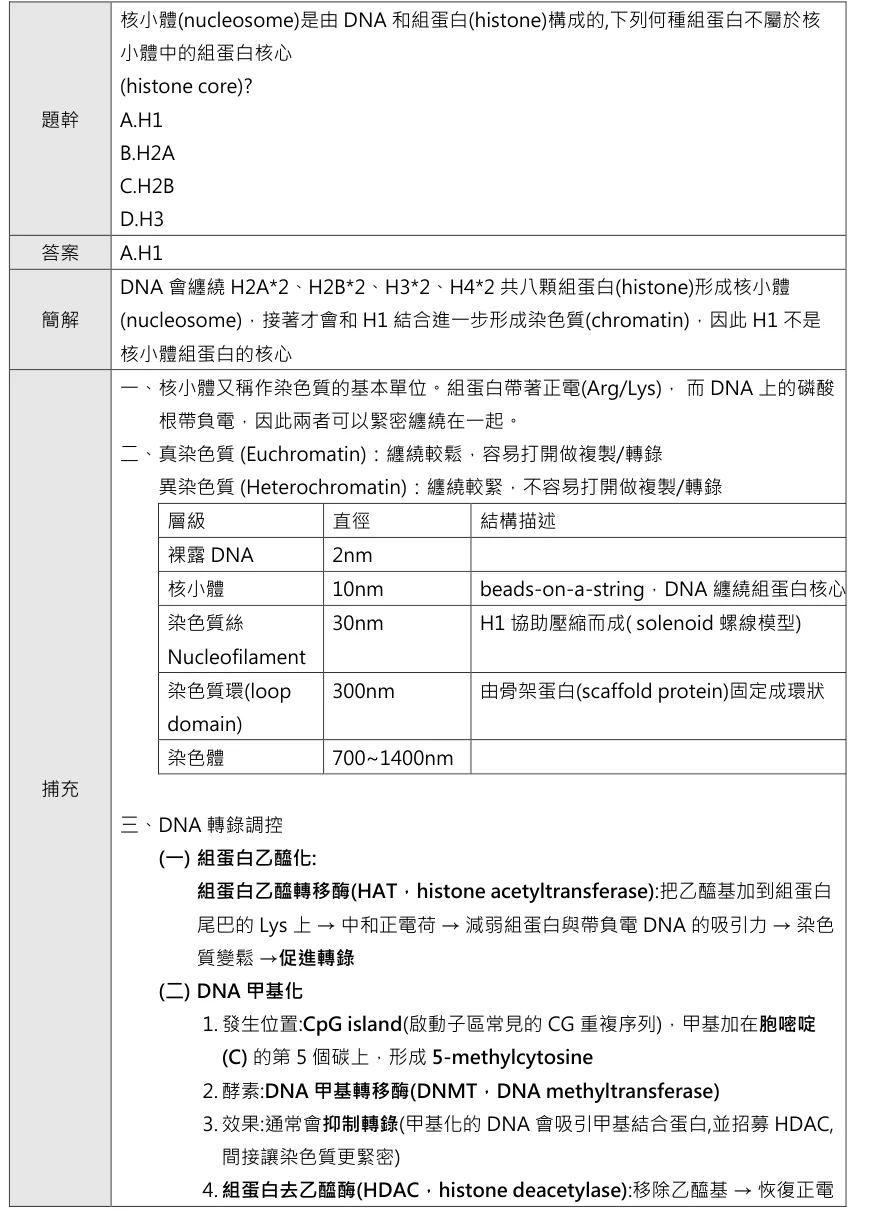 題幹
核小體(nucleosome)是由 DNA 和組蛋白(histone)構成的,下列何種組蛋白不屬於核
小體中的組蛋白核心
(histone core)?
A.H1
B.H2A
C.H2B
D.H3
答案
A.H1
簡解
DNA 會纏繞 H2A*2、H2B*2、H3*2、H4*2 共八顆組蛋白(histone)形成核小體
(nucleosome)，接著才會和 H1 結合進一步形成染色質(chromatin)，因此 H1 不是
核小體組蛋白的核心
補充
一、核小體又稱作染色質的基本單位。組蛋白帶著正電(Arg/Lys)， 而 DNA 上的磷酸
根帶負電，因此兩者可以緊密纏繞在一起。
二、真染色質 (Euchromatin)：纏繞較鬆，容易打開做複製/轉錄
異染色質 (Heterochromatin)：纏繞較緊，不容易打開做複製/轉錄
層級 直徑 結構描述
裸露 DNA 2nm
核小體 10nm beads-on-a-string，DNA 纏繞組蛋白核心
染色質絲 30nm H1 協助壓縮而成( solenoid 螺線模型)
Nucleofilament
染色質環(loop 300nm 由骨架蛋白(scaffold protein)固定成環狀
domain)
染色體 700~1400nm
三、DNA 轉錄調控
(一) 組蛋白乙醯化:
組蛋白乙醯轉移酶(HAT，histone acetyltransferase):把乙醯基加到組蛋白
尾巴的 Lys 上 → 中和正電荷 → 減弱組蛋白與帶負電 DNA 的吸引力 → 染色
質變鬆 →促進轉錄
(二) DNA 甲基化
1. 發生位置:CpG island(啟動子區常見的 CG 重複序列)，甲基加在胞嘧啶
(C) 的第 5 個碳上，形成 5-methylcytosine
2. 酵素:DNA 甲基轉移酶(DNMT，DNA methyltransferase)
3. 效果:通常會抑制轉錄(甲基化的 DNA 會吸引甲基結合蛋白,並招募 HDAC,
間接讓染色質更緊密)
4. 組蛋白去乙醯酶(HDAC，histone deacetylase):移除乙醯基 → 恢復正電